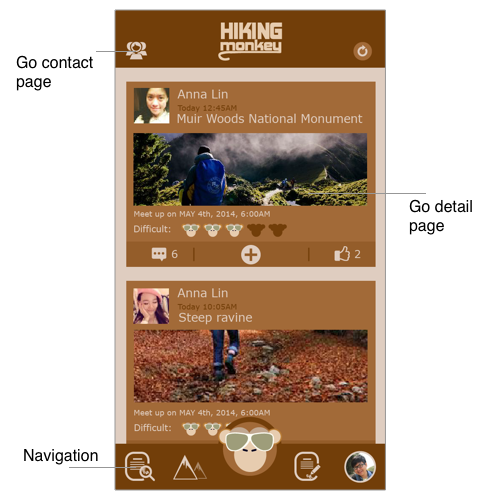 HIKING
monkey
Go contact
page
Anna Lin
Today 12:45AM
Muir Woods National Monument
Go detail
page
Meet up on MAY 4th, 2014, 6:00AM
Difficult:
6
2
Anna Lin
Today 10:05AM
Steep ravine
Meet up on MAY 4th, 2014, 6:00AM
Difficult:
Navigation